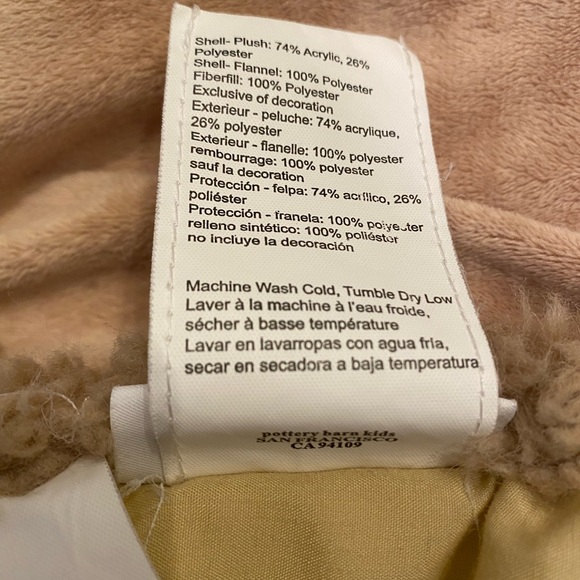 Shell- Plush: 74% Acrylic, 26%
Polyester
Shell- Flannel: 100% Polyester
Fiberfill: 100% Polyester
Exclusive of decoration
Exterieur - peluche: 74% acrylique,
26% polyester
Exterieur - flanelle: 100% polyester
rembourrage: 100% polyester
sauf la decoration
Protección - felpa: 74% acrílico, 26%
poliéster
Protección - franela: 100% polyester
relleno sintético: 100% poliéster
no incluye la decoración
Machine Wash Cold, Tumble Dry Low
Laver à la machine à l'eau froide,
sécher à basse température
Lavar en lavarropas con agua fria,
secar en secadora a baja temperatura
pottery barn kids
SAN FRANCISCO
CA 94109